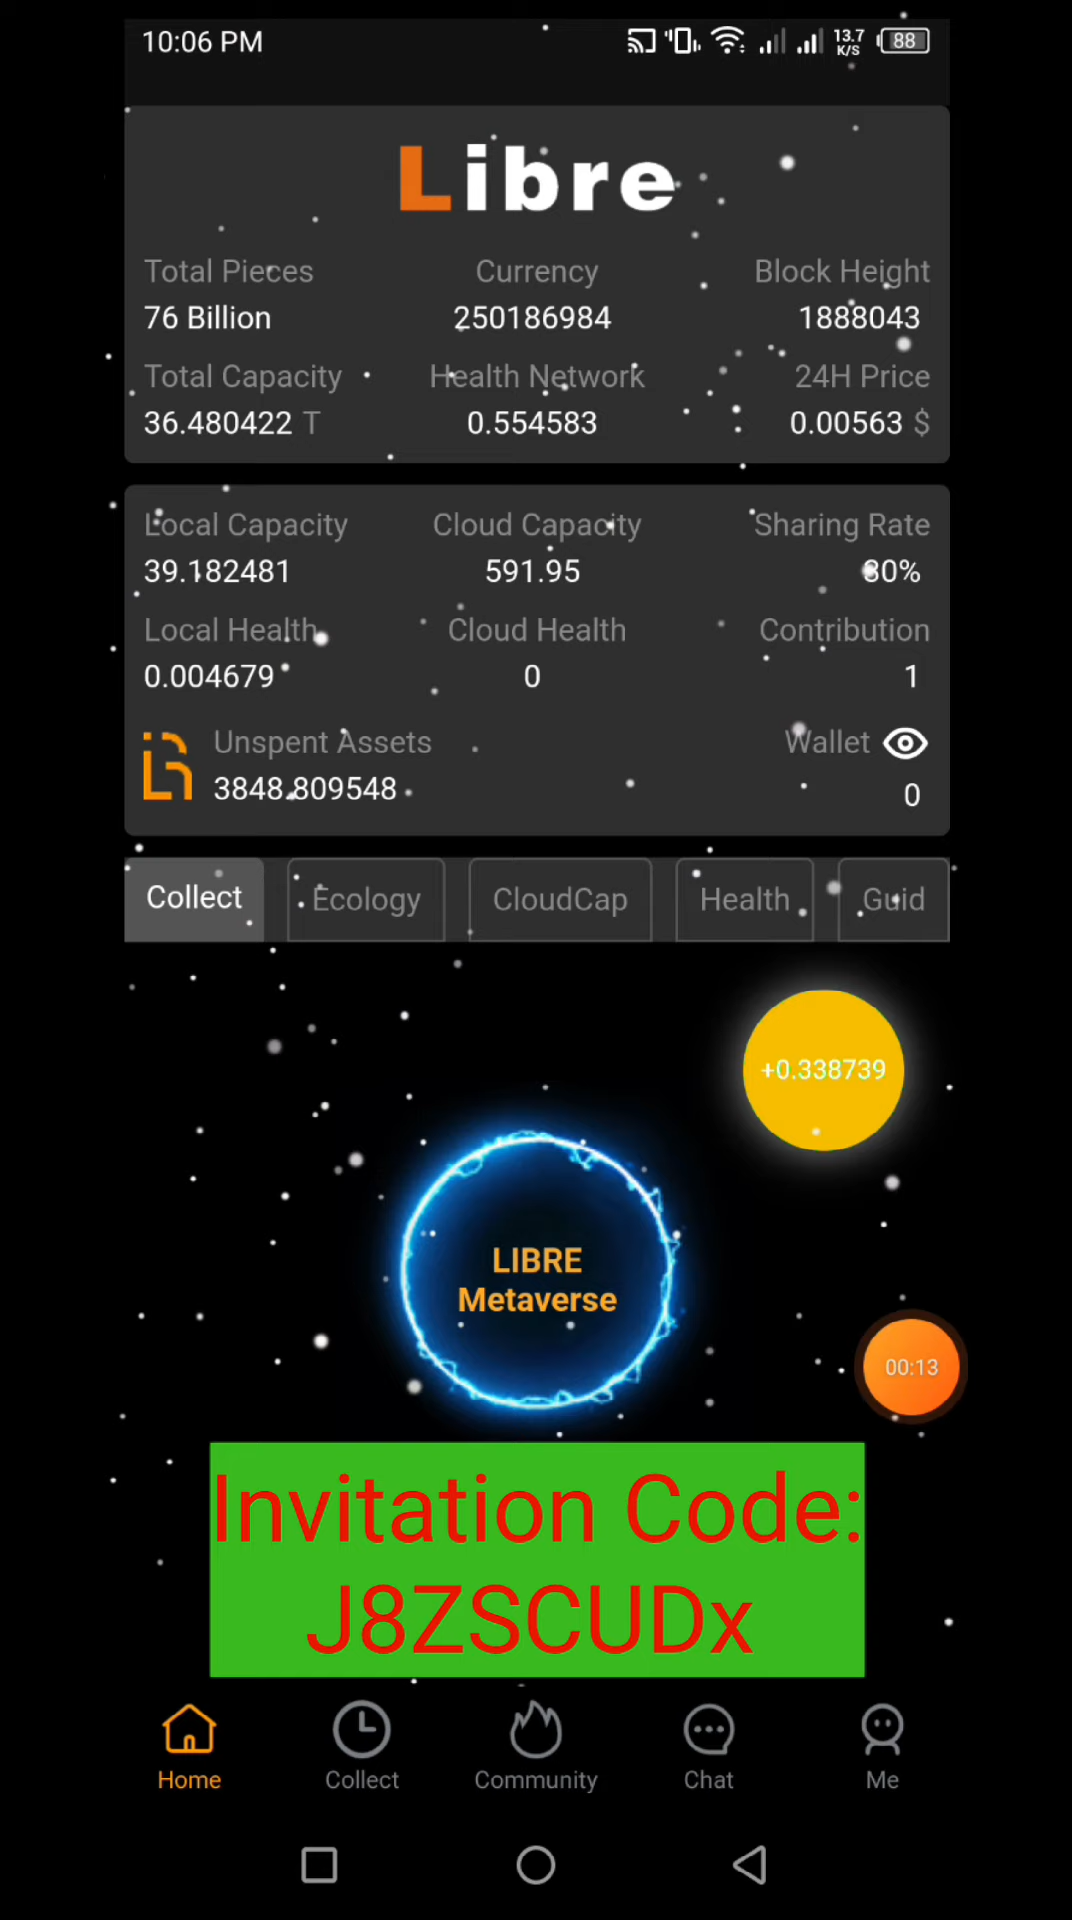 10:06 PM 13.7 K/S 88
Libre
Total Pieces Currency Block Height
76 Billion 250186984 1888043
Total Capacity Health Network 24H Price
36.480422 T 0.554583 0.00563 $
Local Capacity Cloud Capacity Sharing Rate
39.182481 591.95 80%
Local Health Cloud Health Contribution
0.004679 0 1
Unspent Assets Wallet
3848.809548 0
Collect Ecology CloudCap Health Guid
+0.338739
LIBRE
Metaverse
00:13
Invitation Code:
J8ZSCUDx
Home Collect Community Chat Me